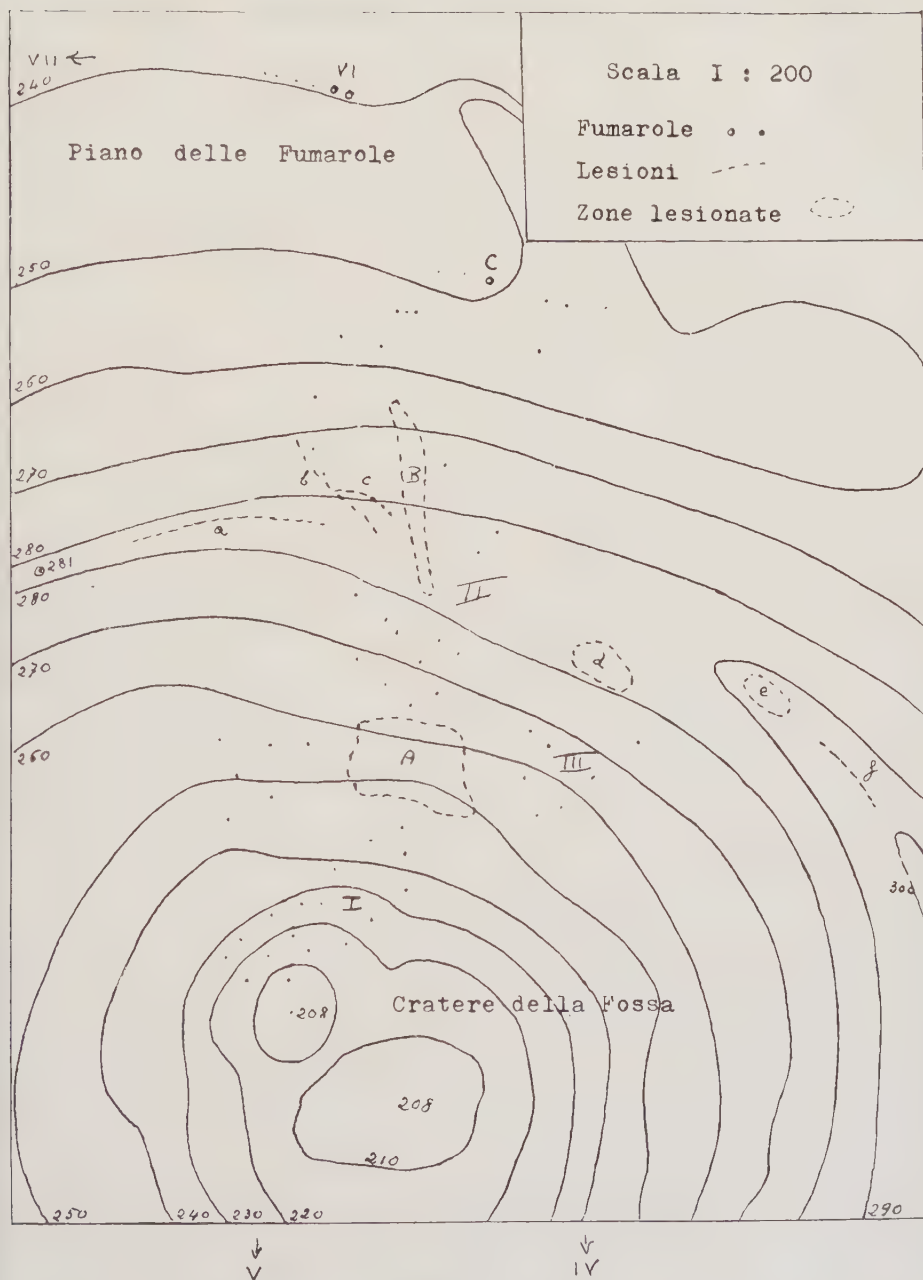 VII ←
VI
240
Scala I : 200
Fumarole
Lesioni
Zone lesionate
Piano delle Fumarole
250
C
260
270
b
c
B
a
280
281
280
II
270
d
e
260
A
III
f
300
I
208
Cratere della Fossa
208
210
250
240
230
220
290
V
IV